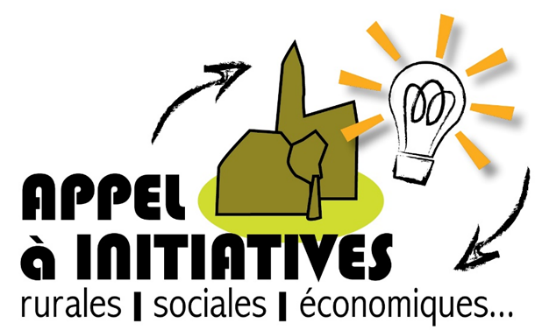 APPEL
à INITIATIVES
rurales | sociales | économiques...